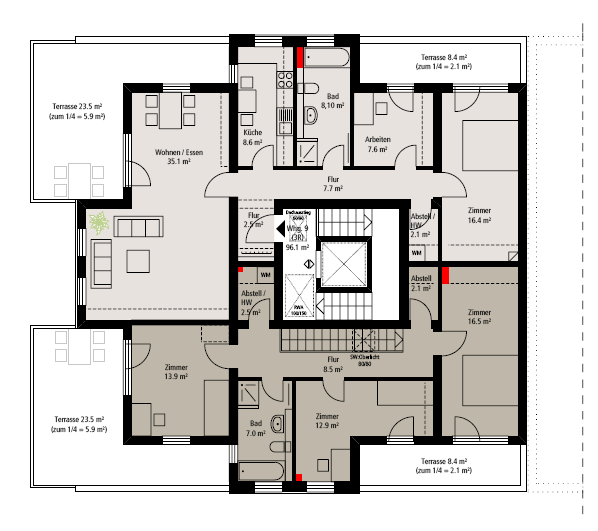 Terrasse 8.4 m²
(zum 1/4 = 2.1 m²)
Terrasse 23.5 m²
(zum 1/4 = 5.9 m²)
Bad
8,10 m²
Küche
8.6 m²
Arbeiten
7.6 m²
Wohnen / Essen
35.1 m²
Flur
7.7 m²
Flur
2.5 m²
Dachausstieg
Whg. 9
(3R)
96.1 m²
Abstell /
HW
2.1 m²
Zimmer
16.4 m²
WM
WM
Abstell /
HW
2.5 m²
RWA
100/150
Abstell
2.1 m²
Zimmer
16.5 m²
Zimmer
13.9 m²
Flur
8.5 m²
SW-Oberlicht
80/80
Terrasse 23.5 m²
(zum 1/4 = 5.9 m²)
Bad
7.0 m²
Zimmer
12.9 m²
Terrasse 8.4 m²
(zum 1/4 = 2.1 m²)